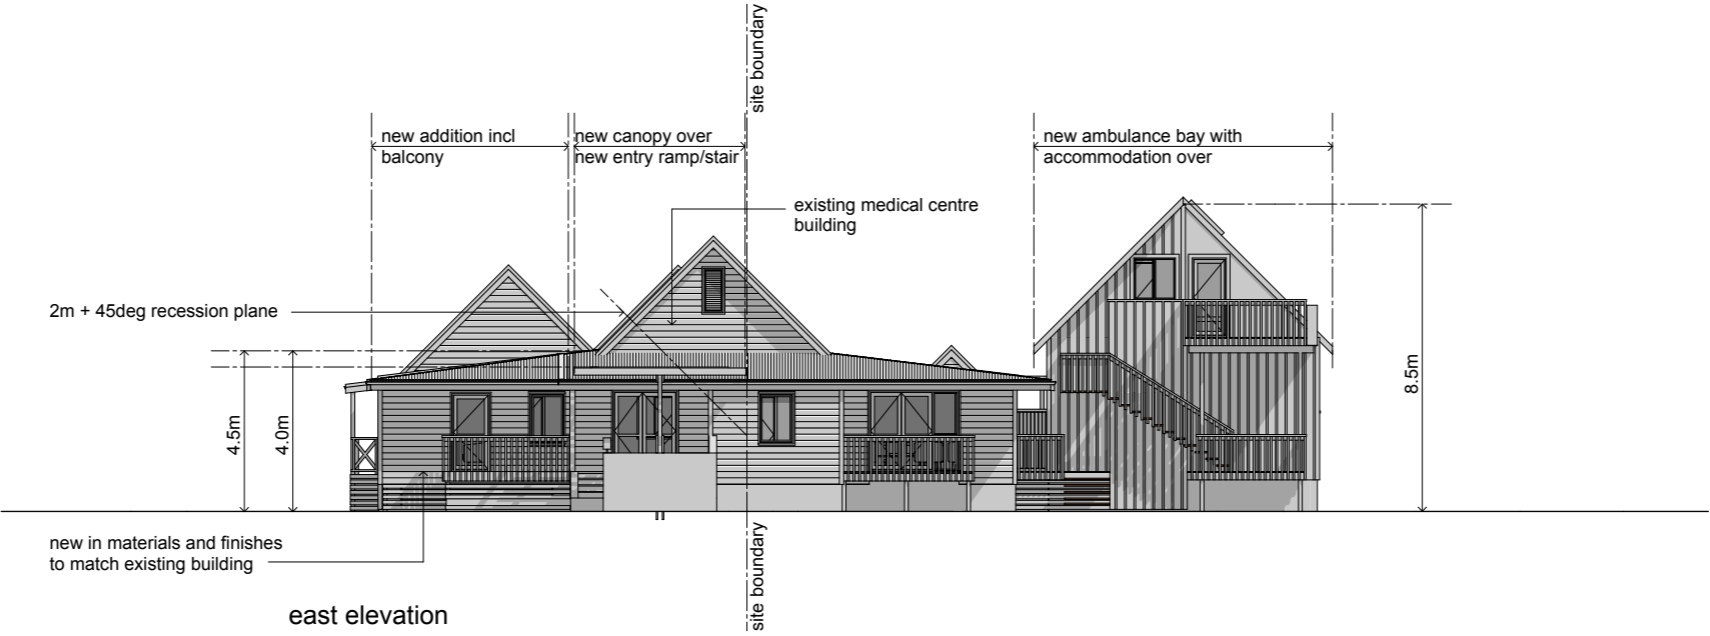 site boundary
new addition incl
balcony
new canopy over
new entry ramp/stair
new ambulance bay with
accommodation over
existing medical centre
building
2m + 45deg recession plane
4.5m
4.0m
8.5m
new in materials and finishes
to match existing building
site boundary
east elevation